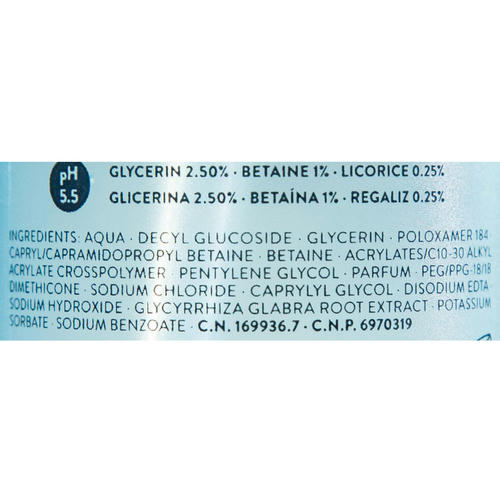 pH
5.5
GLYCERIN 2.50% · BETAINE 1% · LICORICE 0.25%
GLICERINA 2.50% · BETAÍNA 1% · REGALIZ 0.25%
INGREDIENTS: AQUA · DECYL GLUCOSIDE · GLYCERIN · POLOXAMER 184 ·
CAPRYL/CAPRAMIDOPROPYL BETAINE · BETAINE · ACRYLATES/C10-30 ALKYL
ACRYLATE CROSSPOLYMER · PENTYLENE GLYCOL · PARFUM · PEG/PPG-18/18
DIMETHICONE · SODIUM CHLORIDE · CAPRYLYL GLYCOL · DISODIUM EDTA ·
SODIUM HYDROXIDE · GLYCYRRHIZA GLABRA ROOT EXTRACT · POTASSIUM
SORBATE · SODIUM BENZOATE · C.N. 169936.7 · C.N.P. 6970319